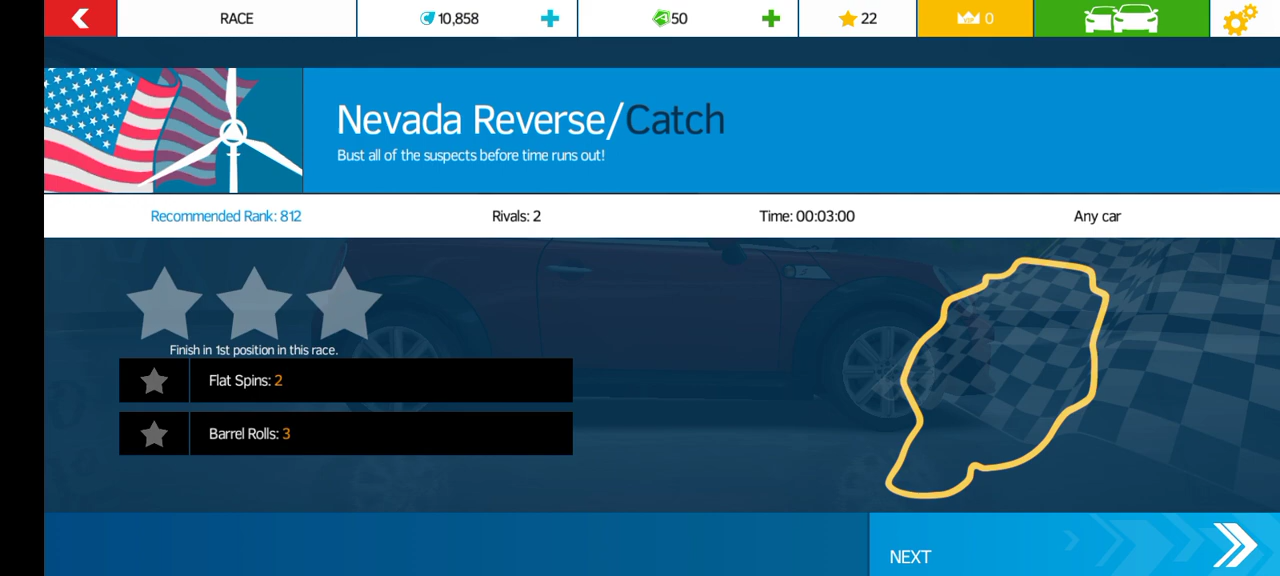 RACE
10,858
50
22
0
Nevada Reverse/Catch
Bust all of the suspects before time runs out!
Recommended Rank: 812
Rivals: 2
Time: 00:03:00
Any car
Finish in 1st position in this race.
Flat Spins: 2
Barrel Rolls: 3
NEXT